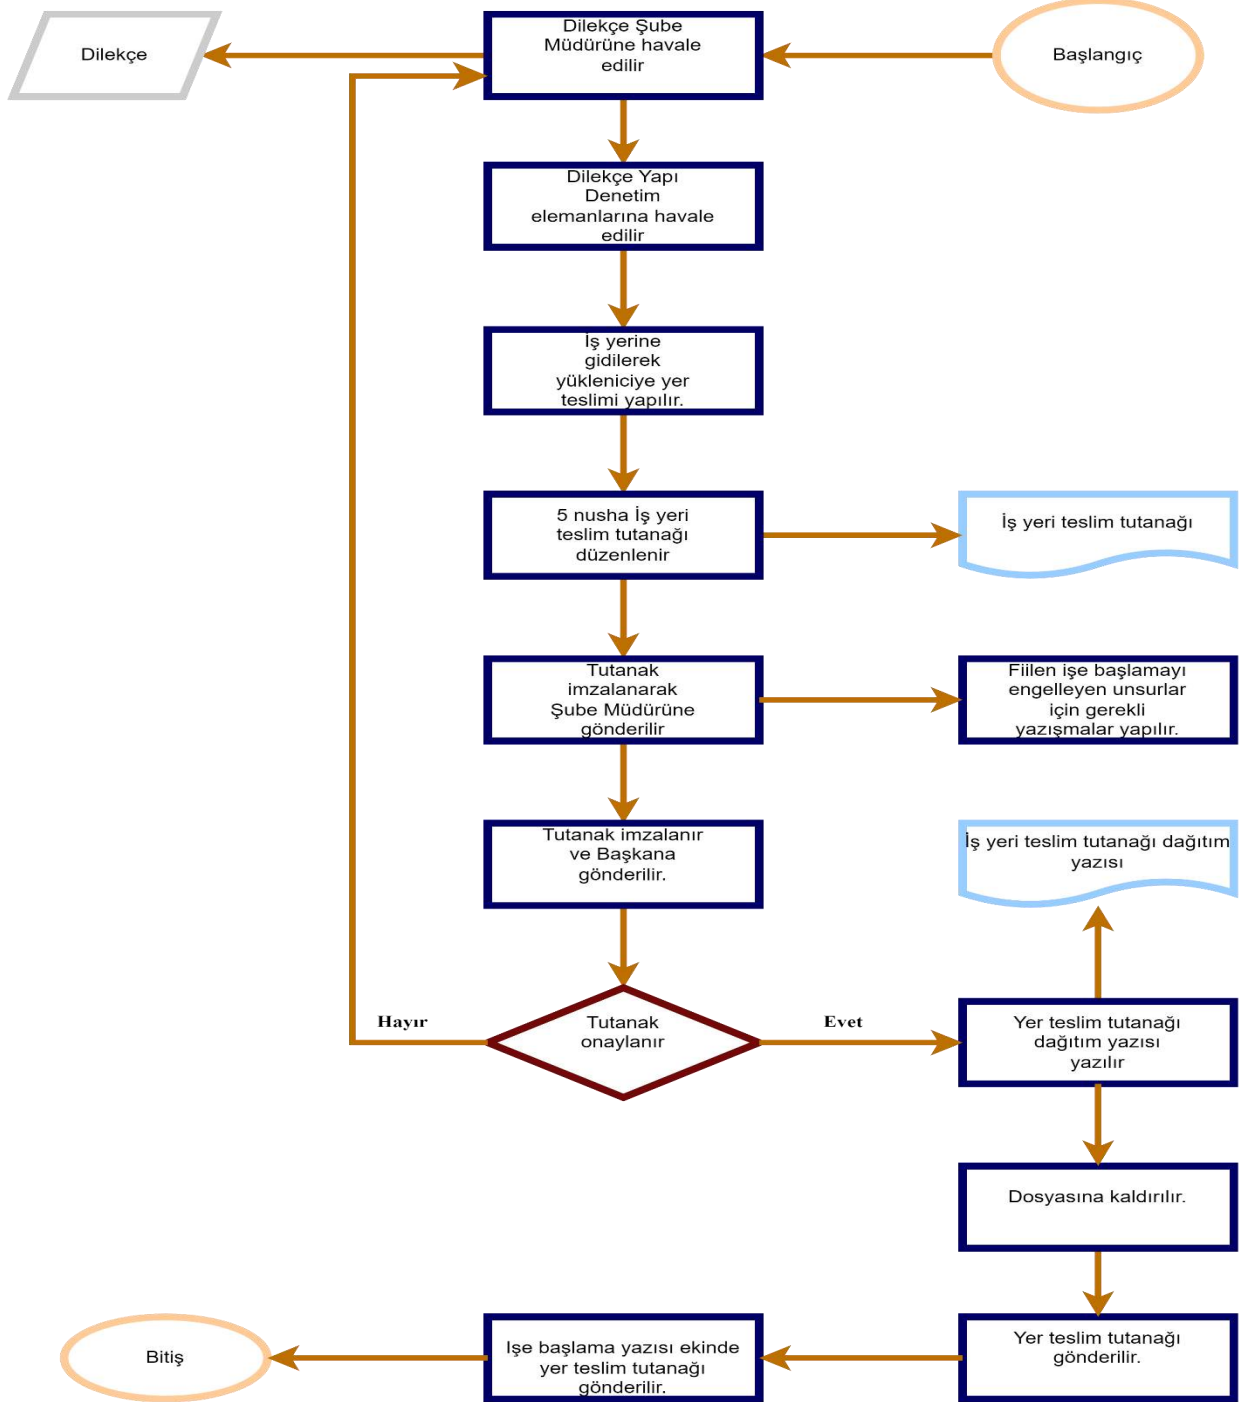 Dilekçe
Dilekçe Şube
Müdürüne havale
edilir
Başlangıç
Dilekçe Yapı
Denetim
elemanlarına havale
edilir
İş yerine
gidilerek
yükleniciye yer
teslimi yapılır.
5 nusha İş yeri
teslim tutanağı
düzenlenir
İş yeri teslim tutanağı
Tutanak
imzalanarak
Şube Müdürüne
gönderilir
Fiilen işe başlamayı
engelleyen unsurlar
için gerekli
yazışmalar yapılır.
Tutanak imzalanır
ve Başkana
gönderilir.
İş yeri teslim tutanağı dağıtım
yazısı
Hayır
Tutanak
onaylanır
Evet
Yer teslim tutanağı
dağıtım yazısı
yazılır
Dosyasına kaldırılır.
Yer teslim tutanağı
gönderilir.
Işe başlama yazısı ekinde
yer teslim tutanağı
gönderilir.
Bitiş